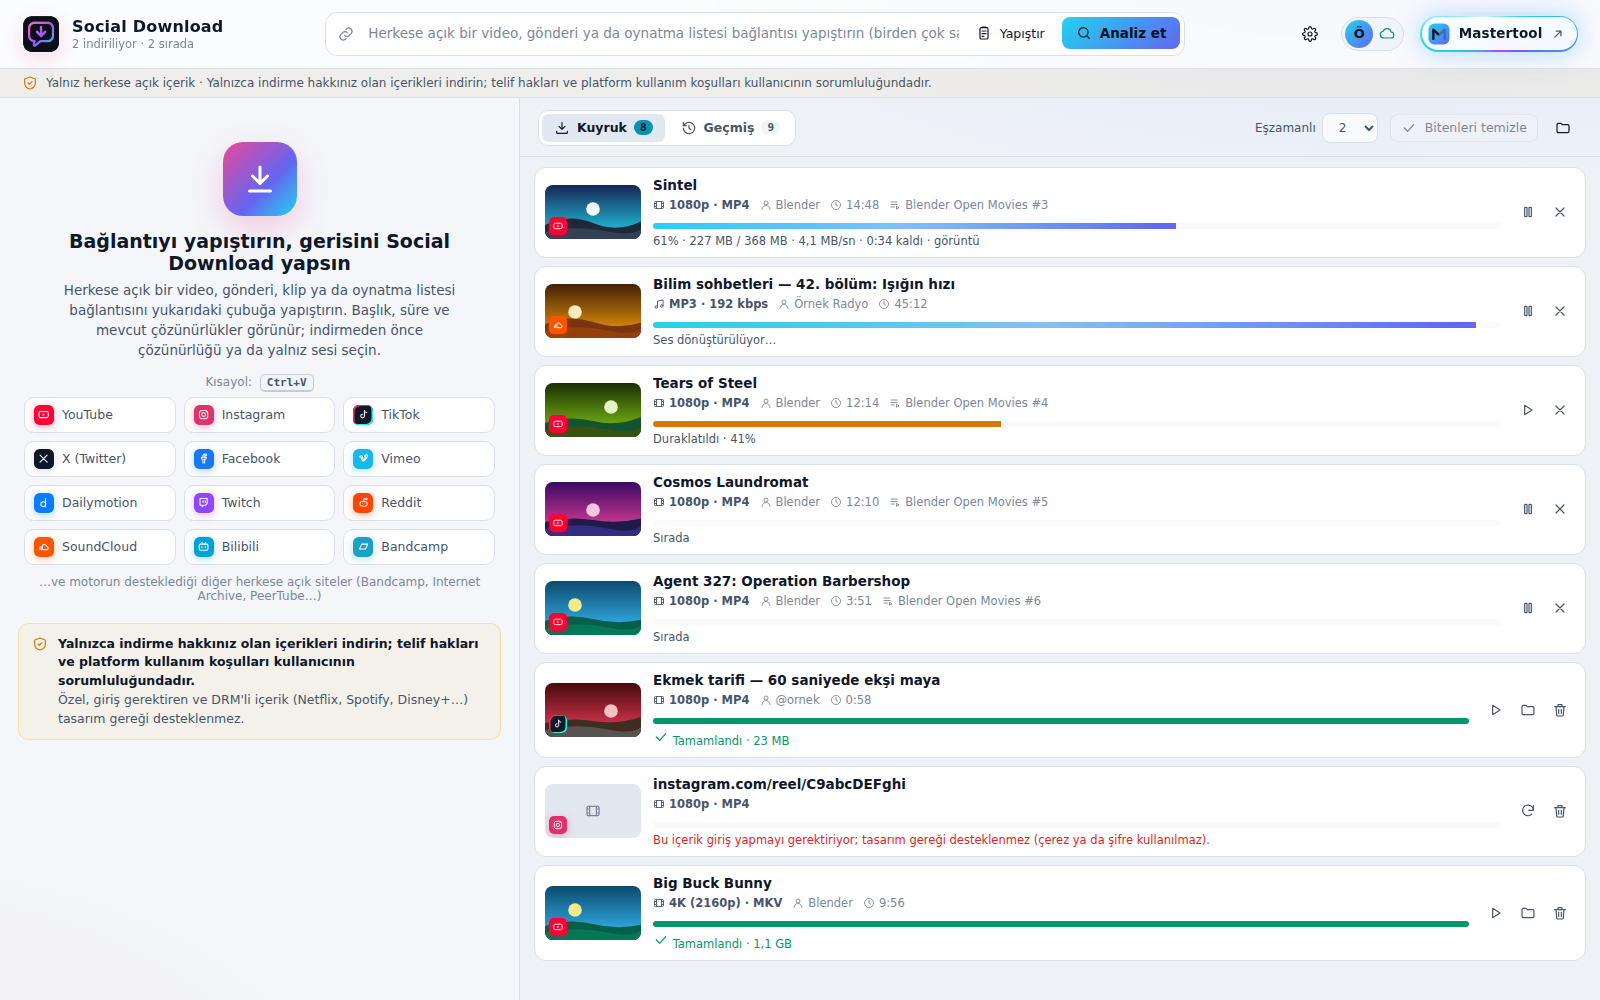 Social Download
2 indiriliyor · 2 sırada
Herkese açık bir video, gönderi ya da oynatma listesi bağlantısı yapıştırın (birden çok sa
Yapıştır
Analiz et
Ö
Mastertool
Yalnız herkese açık içerik · Yalnızca indirme hakkınız olan içerikleri indirin; telif hakları ve platform kullanım koşulları kullanıcının sorumluluğundadır.
Bağlantıyı yapıştırın, gerisini Social
Download yapsın
Herkese açık bir video, gönderi, klip ya da oynatma listesi
bağlantısını yukarıdaki çubuğa yapıştırın. Başlık, süre ve
mevcut çözünürlükler görünür; indirmeden önce
çözünürlüğü ya da yalnız sesi seçin.
Kısayol: Ctrl+V
YouTube
Instagram
TikTok
X (Twitter)
Facebook
Vimeo
Dailymotion
Twitch
Reddit
SoundCloud
Bilibili
Bandcamp
...ve motorun desteklediği diğer herkese açık siteler (Bandcamp, Internet
Archive, PeerTube...)
Yalnızca indirme hakkınız olan içerikleri indirin; telif hakları
ve platform kullanım koşulları kullanıcının
sorumluluğundadır.
Özel, giriş gerektiren ve DRM'li içerik (Netflix, Spotify, Disney+...)
tasarım gereği desteklenmez.
Kuyruk 8
Geçmiş 9
Eşzamanlı 2
Bitenleri temizle
Sintel
1080p · MP4 Blender 14:48 Blender Open Movies #3
61% · 227 MB / 368 MB · 4,1 MB/sn · 0:34 kaldı · görüntü
Bilim sohbetleri — 42. bölüm: Işığın hızı
MP3 · 192 kbps Örnek Radyo 45:12
Ses dönüştürülüyor...
Tears of Steel
1080p · MP4 Blender 12:14 Blender Open Movies #4
Duraklatıldı · 41%
Cosmos Laundromat
1080p · MP4 Blender 12:10 Blender Open Movies #5
Sırada
Agent 327: Operation Barbershop
1080p · MP4 Blender 3:51 Blender Open Movies #6
Sırada
Ekmek tarifi — 60 saniyede ekşi maya
1080p · MP4 @ornek 0:58
Tamamlandı · 23 MB
instagram.com/reel/C9abcDEFghi
1080p · MP4
Bu içerik giriş yapmayı gerektiriyor; tasarım gereği desteklenmez (çerez ya da şifre kullanılmaz).
Big Buck Bunny
4K (2160p) · MKV Blender 9:56
Tamamlandı · 1,1 GB